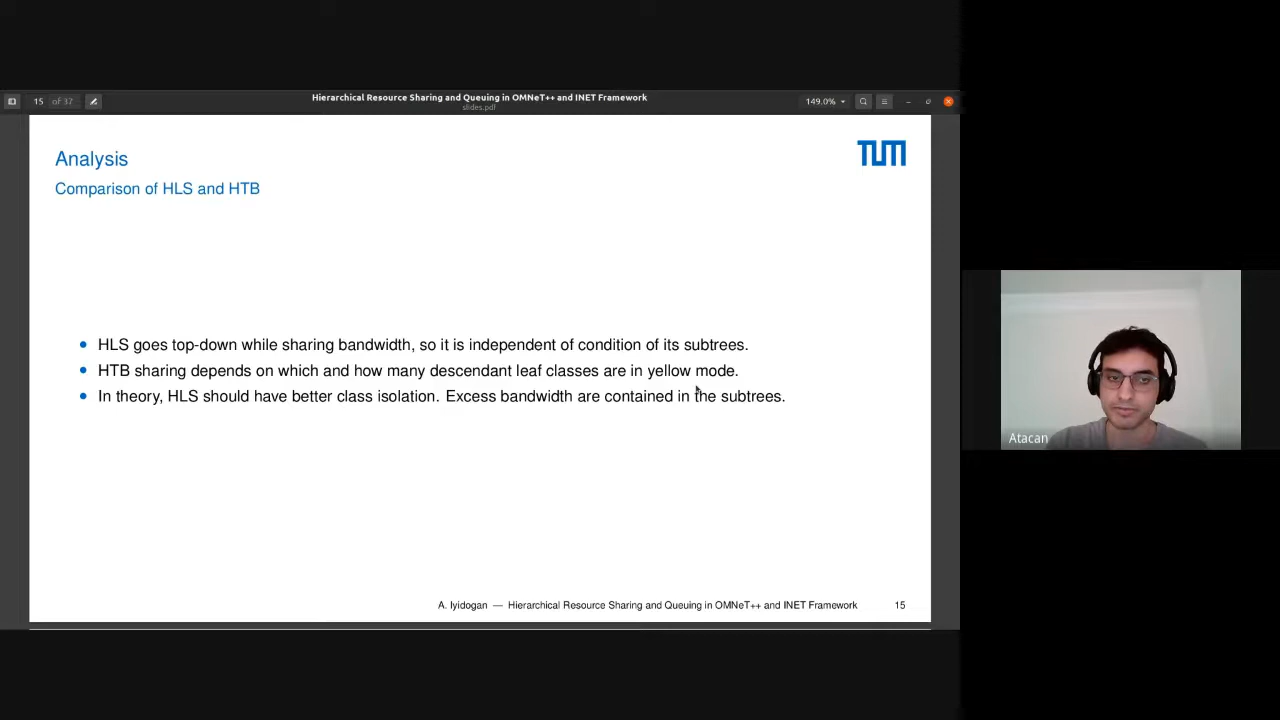 15 of 37
Hierarchical Resource Sharing and Queuing in OMNeT++ and INET Framework
slides.pdf
149.0%
Analysis
TUM
Comparison of HLS and HTB
HLS goes top-down while sharing bandwidth, so it is independent of condition of its subtrees.
HTB sharing depends on which and how many descendant leaf classes are in yellow mode.
In theory, HLS should have better class isolation. Excess bandwidth are contained in the subtrees.
Atacan
A. Iyidogan — Hierarchical Resource Sharing and Queuing in OMNeT++ and INET Framework 15